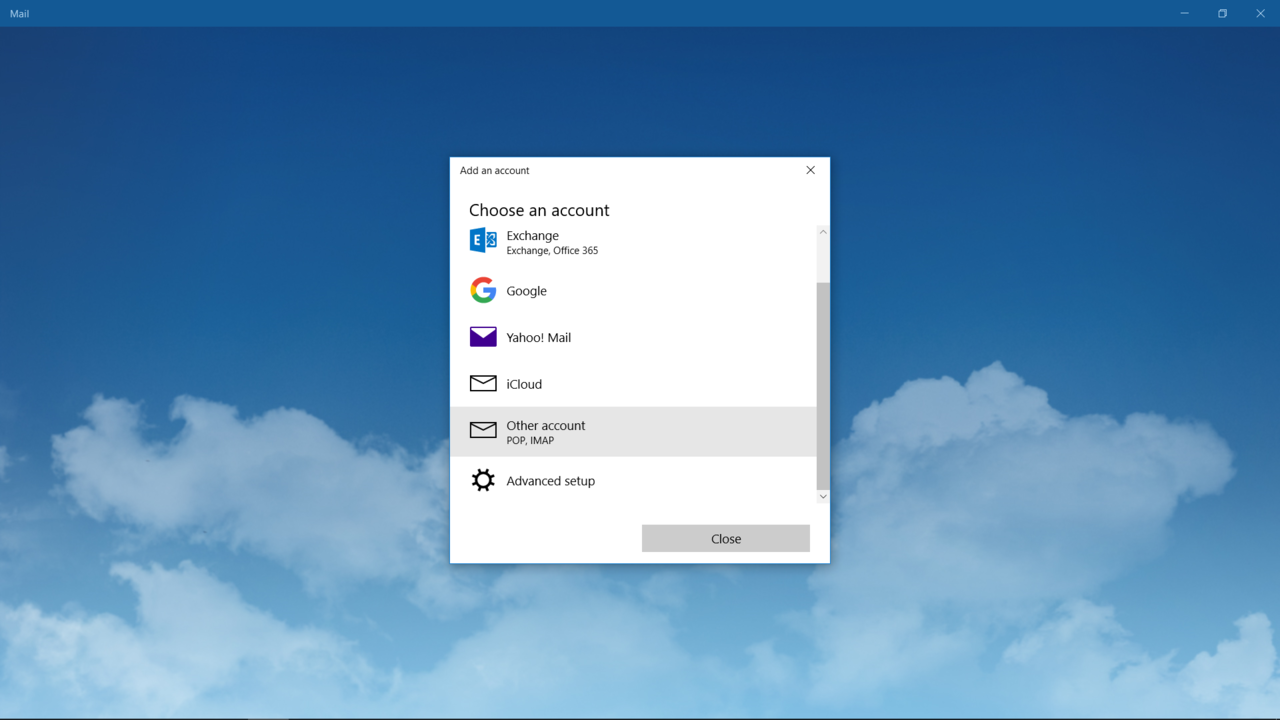 Mail
Add an account
Choose an account
Exchange
Exchange, Office 365
Google
Yahoo! Mail
iCloud
Other account
POP, IMAP
Advanced setup
Close